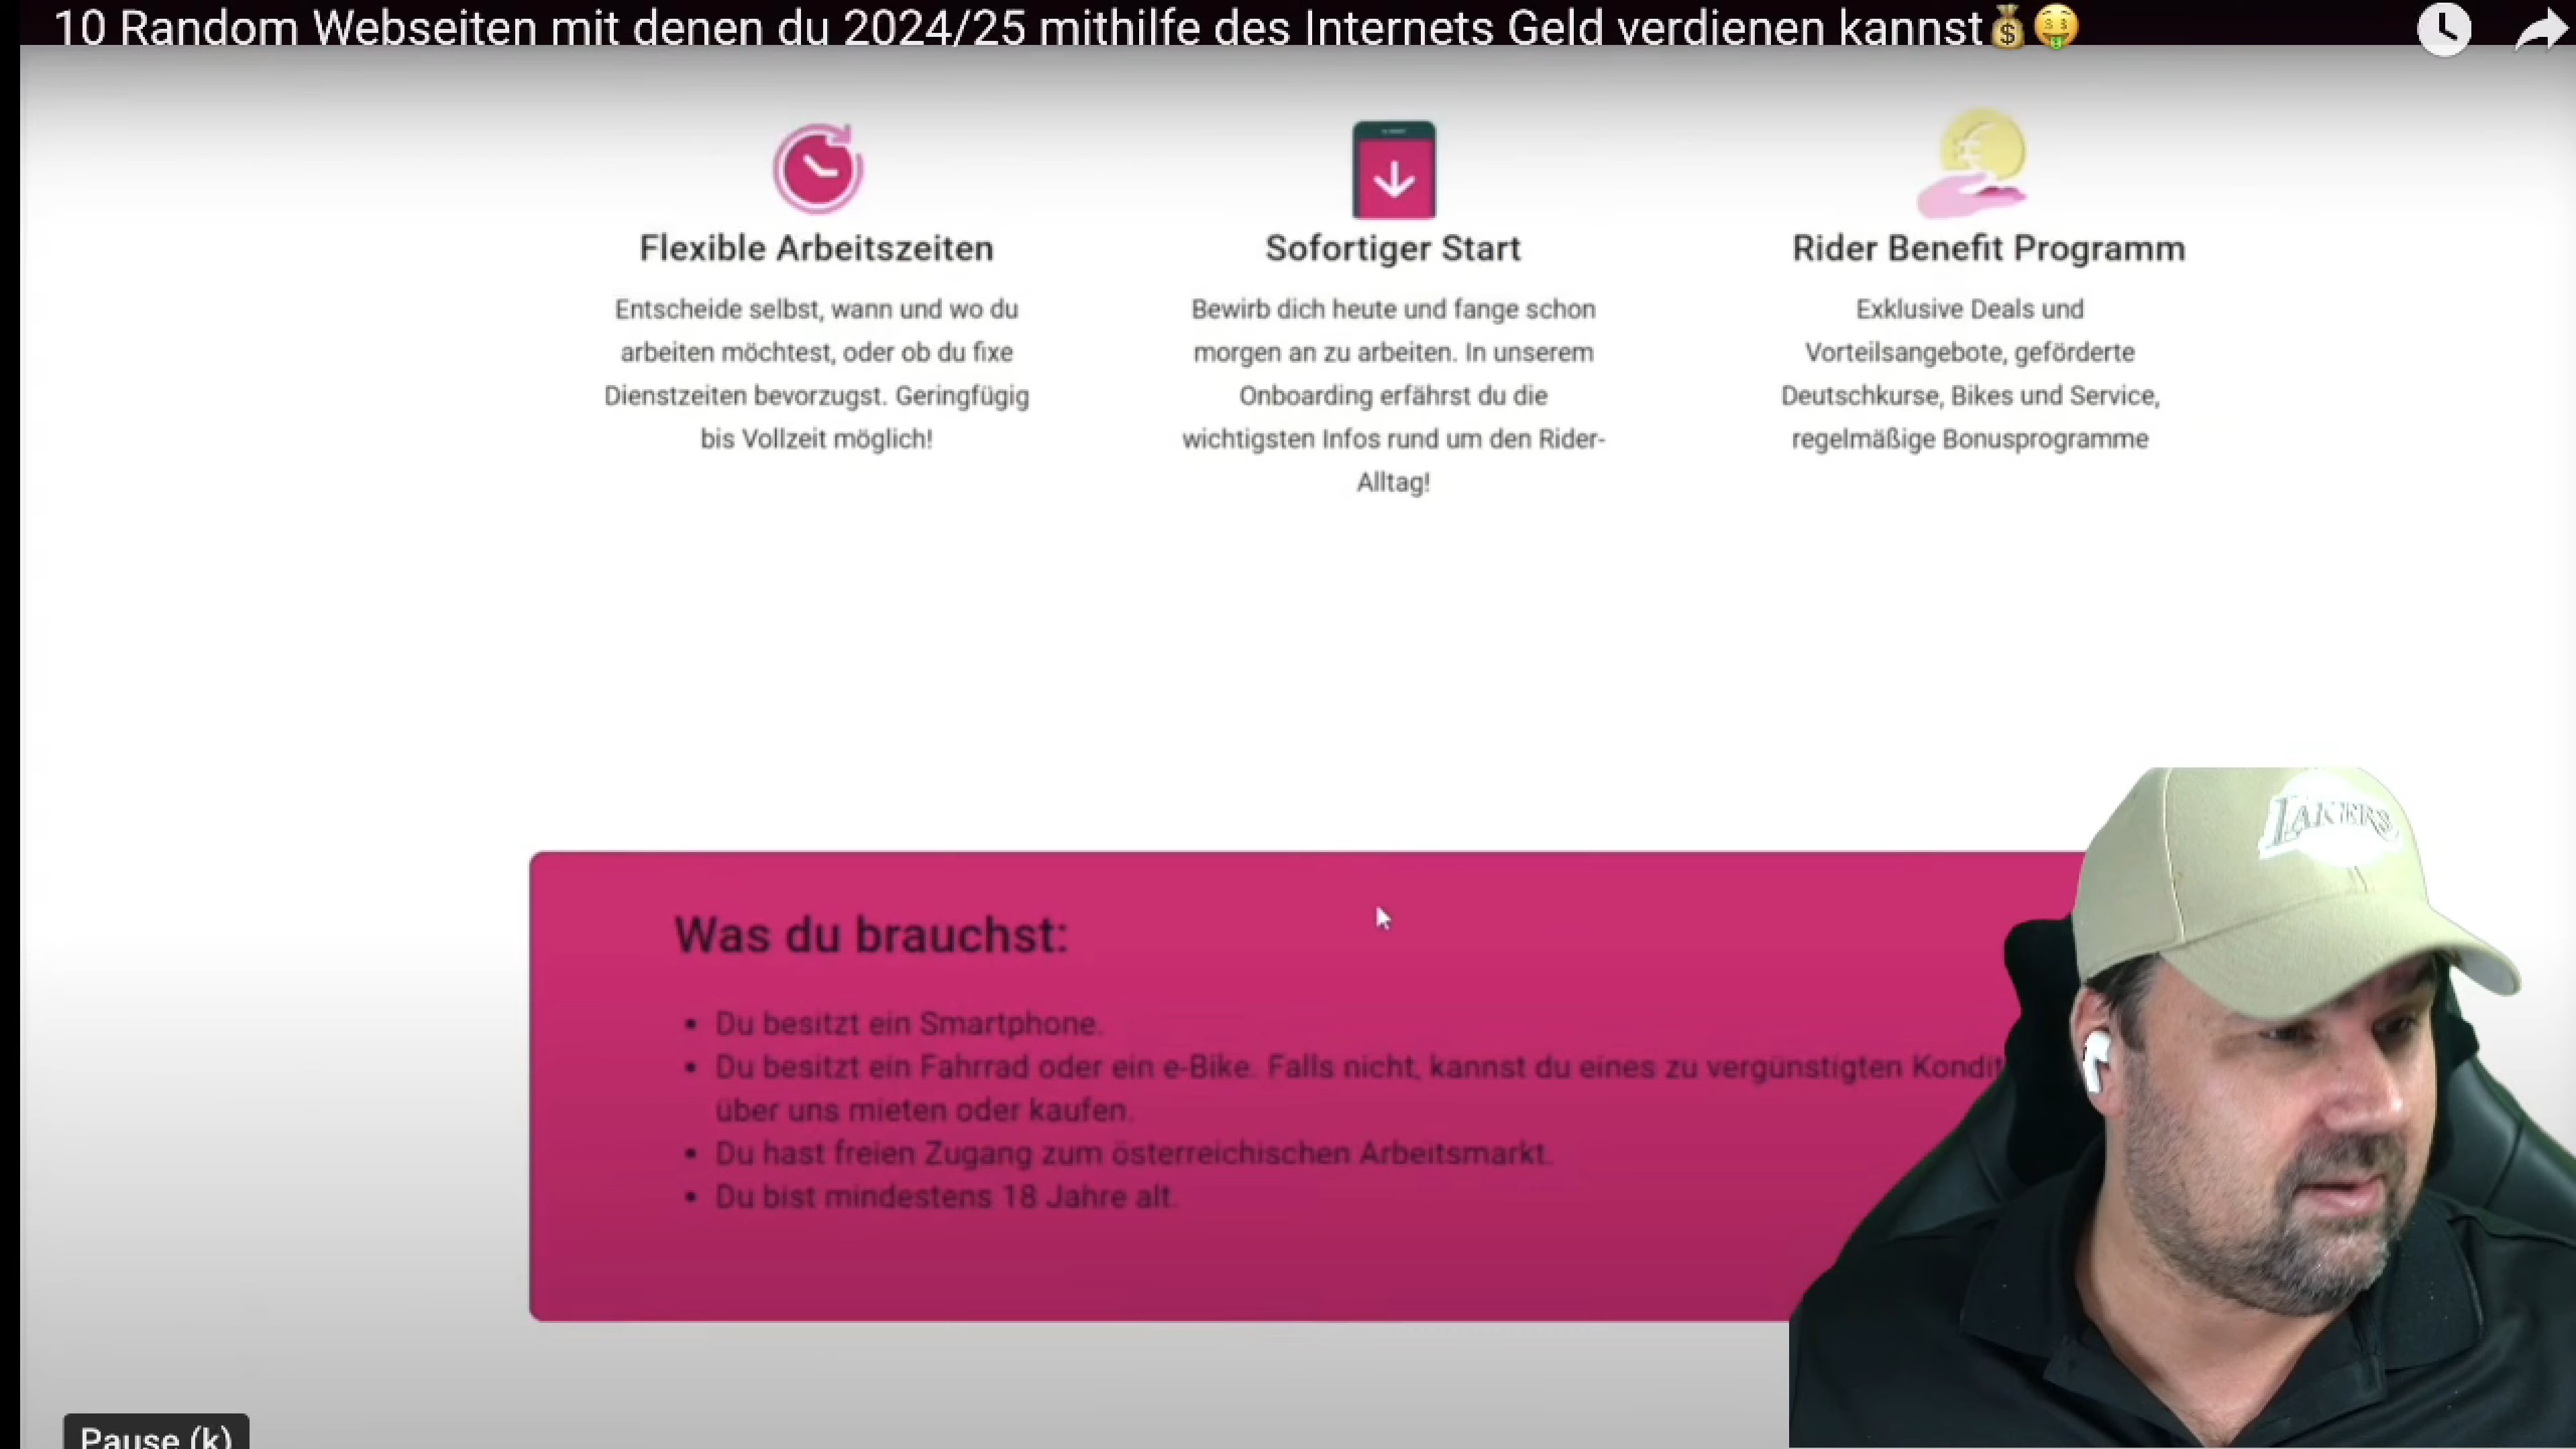 10 Random Webseiten mit denen du 2024/25 mithilfe des Internets Geld verdienen kannst💰🤑
Flexible Arbeitszeiten
Entscheide selbst, wann und wo du
arbeiten möchtest, oder ob du fixe
Dienstzeiten bevorzugst. Geringfügig
bis Vollzeit möglich!
Sofortiger Start
Bewirb dich heute und fange schon
morgen an zu arbeiten. In unserem
Onboarding erfährst du die
wichtigsten Infos rund um den Rider-
Alltag!
Rider Benefit Programm
Exklusive Deals und
Vorteilsangebote, geförderte
Deutschkurse, Bikes und Service,
regelmäßige Bonusprogramme
Was du brauchst:
• Du besitzt ein Smartphone.
• Du besitzt ein Fahrrad oder ein e-Bike. Falls nicht, kannst du eines zu vergünstigten Kondit
über uns mieten oder kaufen.
• Du hast freien Zugang zum österreichischen Arbeitsmarkt.
• Du bist mindestens 18 Jahre alt.
LAKERS
Pause (k)